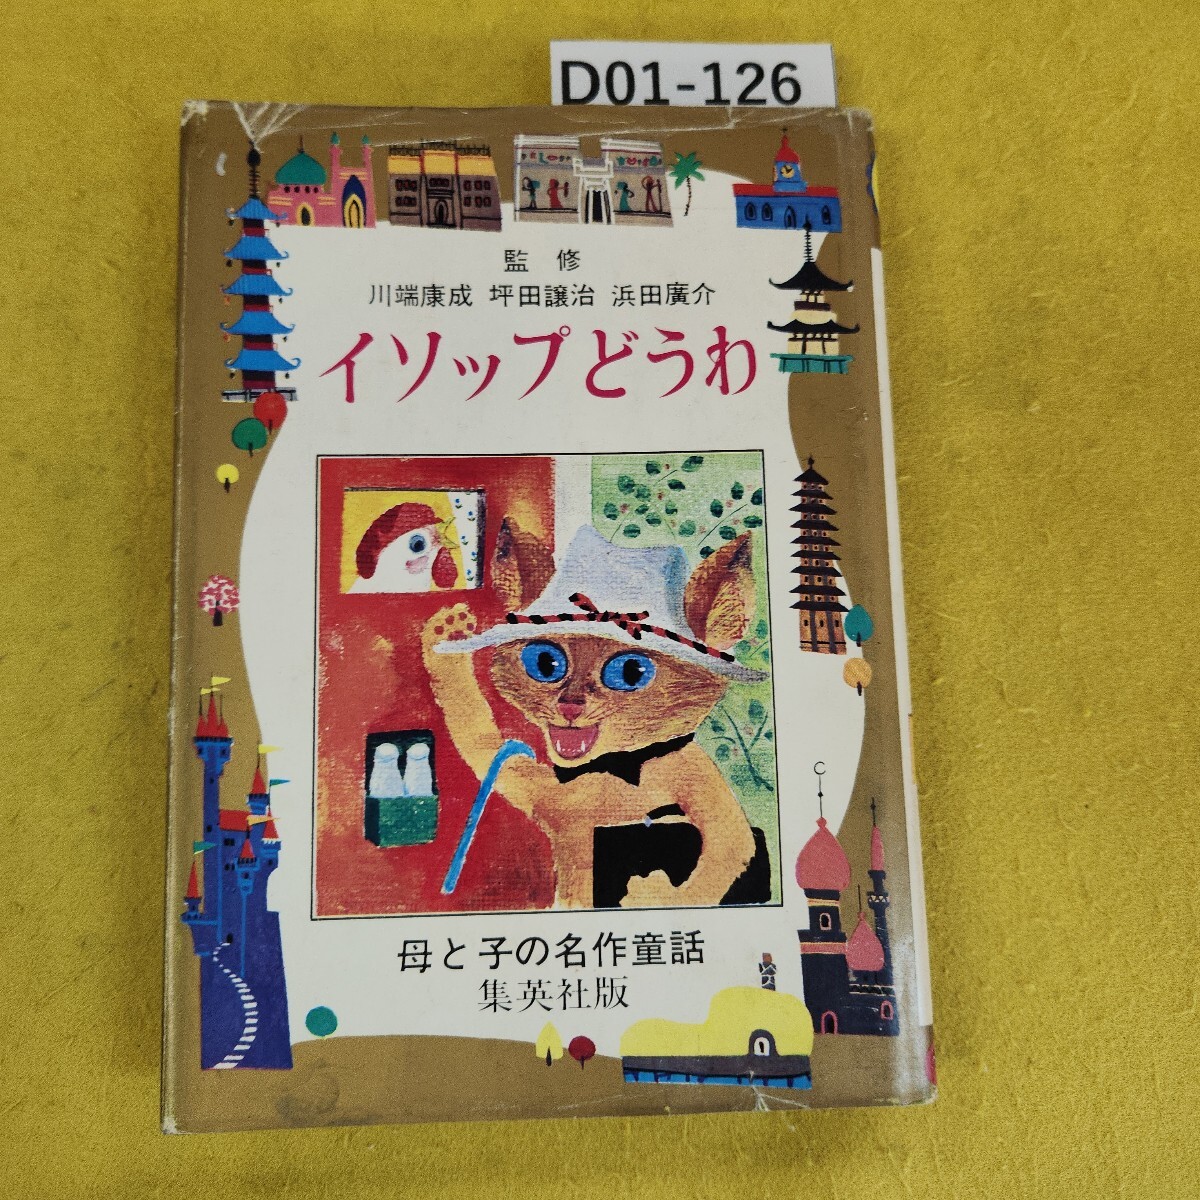 D01-126
監修
川端康成 坪田譲治 浜田廣介
イソップどうわ
母と子の名作童話
集英社版